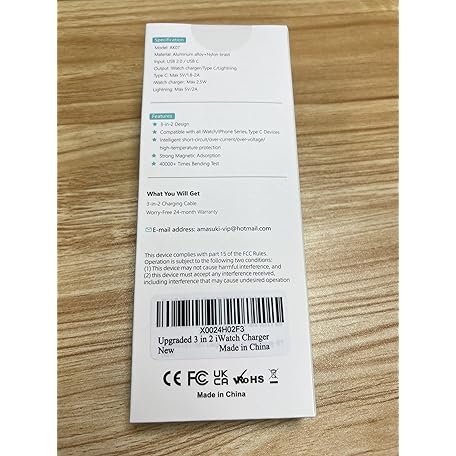 Specification
Model: AK07
Material: Aluminum alloy+Nylon braid
Input: USB 2.0 / USB C
Output: iWatch charger/Type C/Lightning
Type C: Max 5V/1.8-2A
iWatch charger: Max 2.5W
Lightning: Max 5V/2A
Features
★ 3-in-2 Design
★ Compatible with all iWatch/iPhone Series, Type C Devices
★ Intelligent short-circuit/over-current/over-voltage/
high-temperature protection
★ Strong Magnetic Adsorption
★ 40000+ Times Bending Test
What You Will Get
3-in-2 Charging Cable
Worry-Free 24-month Warranty
E-mail address: amasuki-vip@hotmail.com
This device complies with part 15 of the FCC Rules.
Operation is subject to the following two conditions:
(1) This device may not cause harmful interference, and
(2) this device must accept any interference received,
including interference that may cause undesired operation
X0024H02F3
Upgraded 3 in 2 iWatch Charger
New Made in China
CE FC UK CA RoHS
Made in China